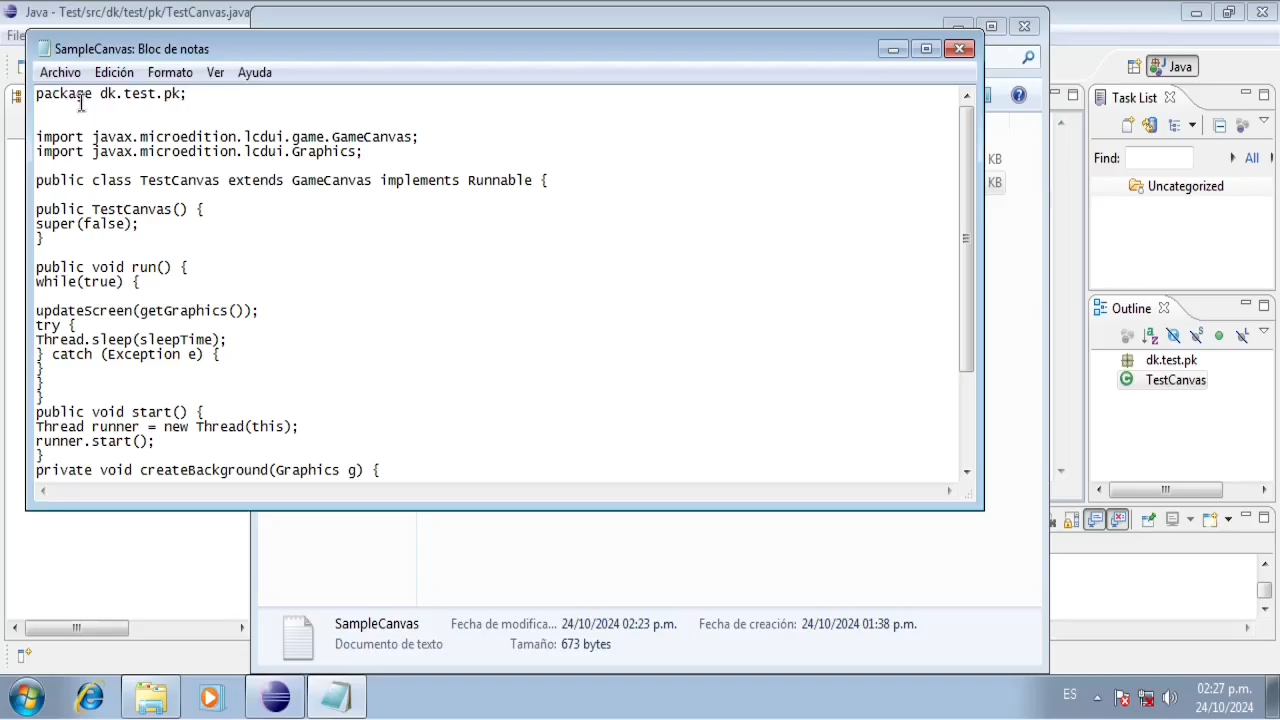 Java - Test/src/dk/test/pk/TestCanvas.java
File
SampleCanvas: Bloc de notas
Archivo Edición Formato Ver Ayuda
package dk.test.pk;
import javax.microedition.lcdui.game.GameCanvas;
import javax.microedition.lcdui.Graphics;
public class TestCanvas extends GameCanvas implements Runnable {
public TestCanvas() {
super(false);
}
public void run() {
while(true) {
updateScreen(getGraphics());
try {
Thread.sleep(sleepTime);
} catch (Exception e) {
}
}
}
public void start() {
Thread runner = new Thread(this);
runner.start();
}
private void createBackground(Graphics g) {
KB
KB
Java
Task List
Find: All
Uncategorized
Outline
dk.test.pk
TestCanvas
SampleCanvas Fecha de modifica... 24/10/2024 02:23 p.m. Fecha de creación: 24/10/2024 01:38 p.m.
Documento de texto Tamaño: 673 bytes
ES
02:27 p.m.
24/10/2024